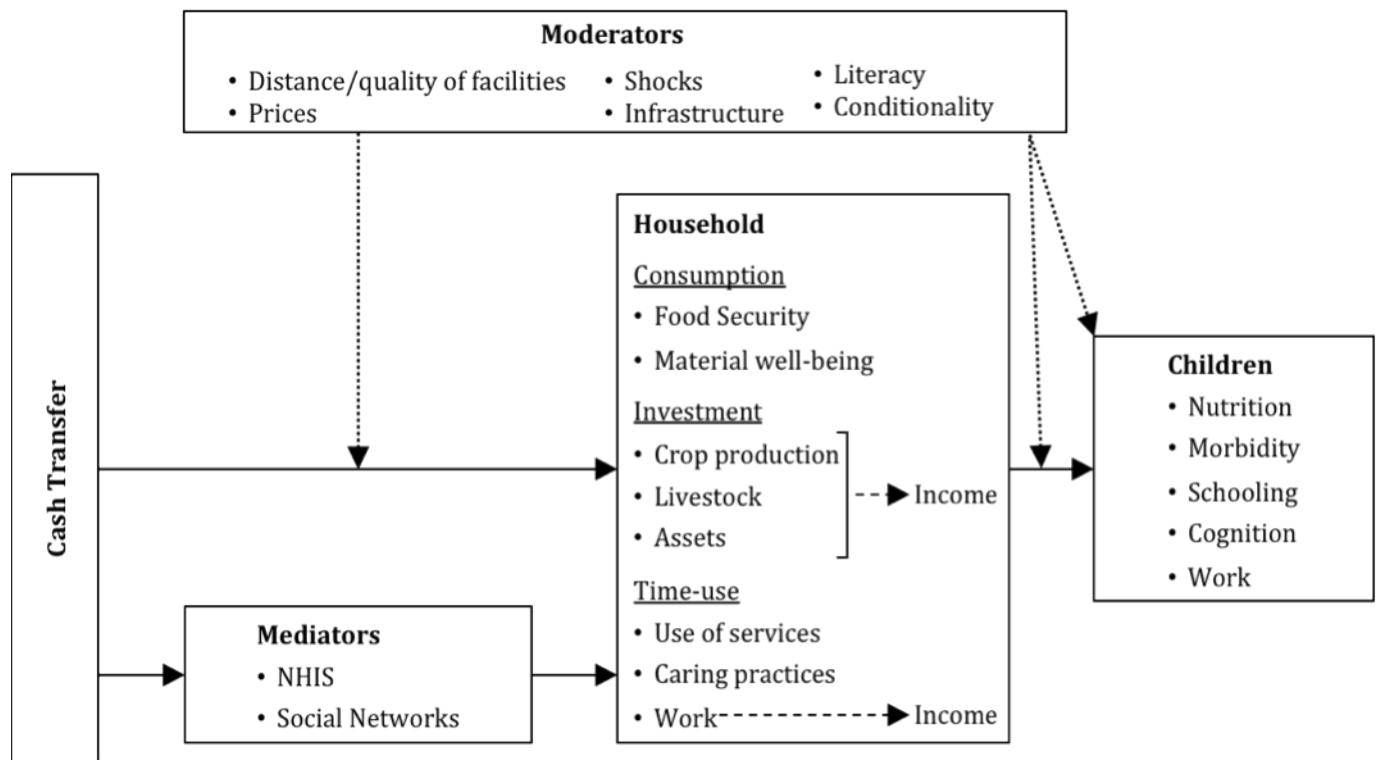 Moderators
• Distance/quality of facilities
• Prices
• Shocks
• Infrastructure
• Literacy
• Conditionality
Cash Transfer
Mediators
• NHIS
• Social Networks
Household
Consumption
• Food Security
• Material well-being
Investment
• Crop production
• Livestock
• Assets
Income
Time-use
• Use of services
• Caring practices
• Work
Income
Children
• Nutrition
• Morbidity
• Schooling
• Cognition
• Work